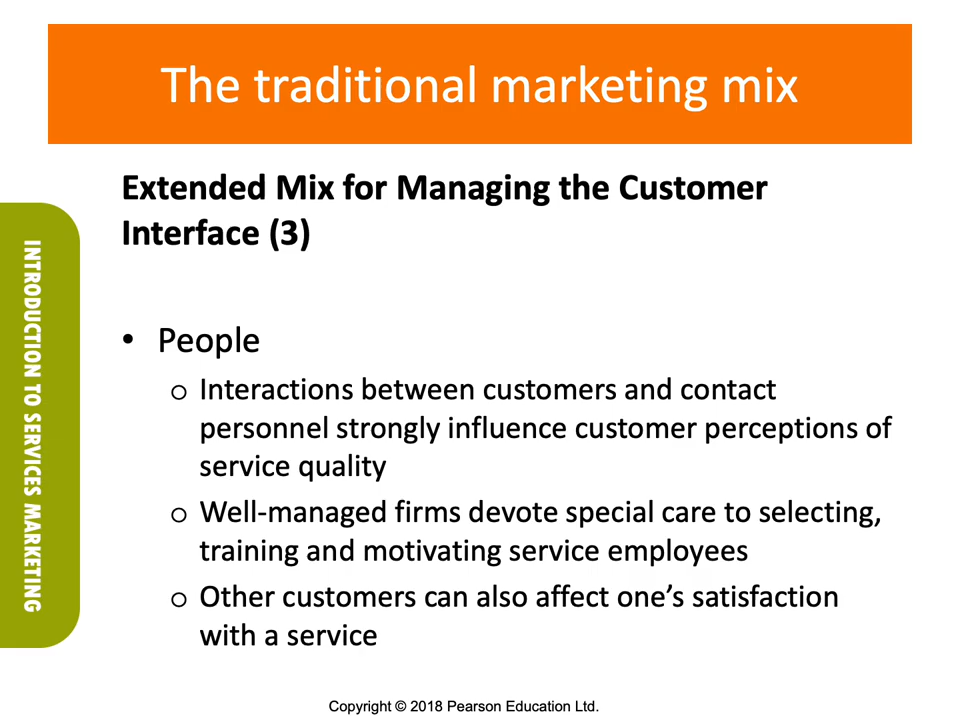 The traditional marketing mix
Extended Mix for Managing the Customer
Interface (3)
INTRODUCTION TO SERVICES MARKETING
• People
o Interactions between customers and contact
personnel strongly influence customer perceptions of
service quality
o Well-managed firms devote special care to selecting,
training and motivating service employees
o Other customers can also affect one’s satisfaction
with a service
Copyright © 2018 Pearson Education Ltd.